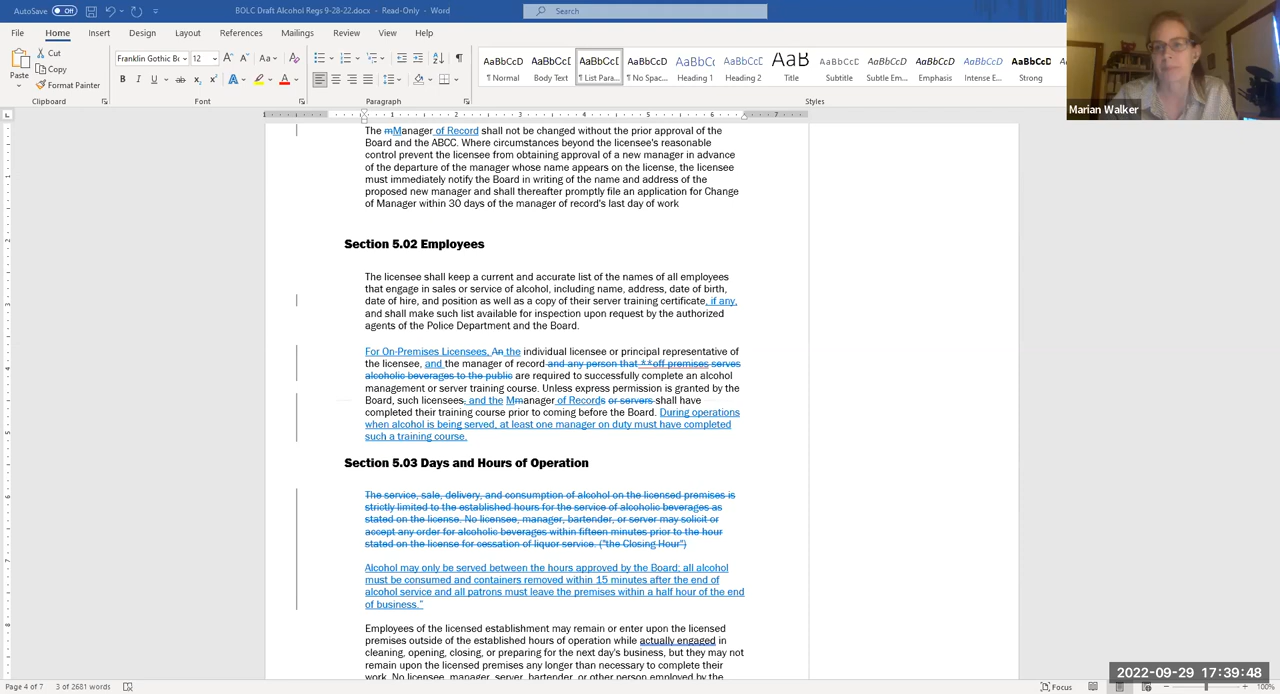 AutoSave Off BOLC Draft Alcohol Regs 9-28-22.docx - Read-Only - Word Search
File Home Insert Design Layout References Mailings Review View Help
Cut
Copy
Format Painter
Paste
Clipboard
Franklin Gothic B 12
Font
Paragraph
AaBbCcD AaBbCcD AaBbCcD AaBbCcD AaBbC AaBbCcD AaB AaBbCcD AaBbCcD AaBbCcD AaBbCcD AaBbCcD
¶ Normal Body Text ¶ List Para... ¶ No Spac... Heading 1 Heading 2 Title Subtitle Subtle Em... Emphasis Intense E... Strong
Styles
Marian Walker
The mManager of Record shall not be changed without the prior approval of the
Board and the ABCC. Where circumstances beyond the licensee's reasonable
control prevent the licensee from obtaining approval of a new manager in advance
of the departure of the manager whose name appears on the license, the licensee
must immediately notify the Board in writing of the name and address of the
proposed new manager and shall thereafter promptly file an application for Change
of Manager within 30 days of the manager of record's last day of work
Section 5.02 Employees
The licensee shall keep a current and accurate list of the names of all employees
that engage in sales or service of alcohol, including name, address, date of birth,
date of hire, and position as well as a copy of their server training certificate, if any,
and shall make such list available for inspection upon request by the authorized
agents of the Police Department and the Board.
For On-Premises Licensees, An the individual licensee or principal representative of
the licensee, and the manager of record and any person that **off premises serves
alcoholic beverages to the public are required to successfully complete an alcohol
management or server training course. Unless express permission is granted by the
Board, such licensees, and the Mmanager of Records or servers shall have
completed their training course prior to coming before the Board. During operations
when alcohol is being served, at least one manager on duty must have completed
such a training course.
Section 5.03 Days and Hours of Operation
The service, sale, delivery, and consumption of alcohol on the licensed premises is
strictly limited to the established hours for the service of alcoholic beverages as
stated on the license. No licensee, manager, bartender, or server may solicit or
accept any order for alcoholic beverages within fifteen minutes prior to the hour
stated on the license for cessation of liquor service. ("the Closing Hour")
Alcohol may only be served between the hours approved by the Board; all alcohol
must be consumed and containers removed within 15 minutes after the end of
alcohol service and all patrons must leave the premises within a half hour of the end
of business."
Employees of the licensed establishment may remain or enter upon the licensed
premises outside of the established hours of operation while actually engaged in
cleaning, opening, closing, or preparing for the next day's business, but they may not
remain upon the licensed premises any longer than necessary to complete their
work. No licensee, manager, server, bartender, or other person employed by the
Page 4 of 7 3 of 2681 words Focus 100%
2022-09-29 17:39:48